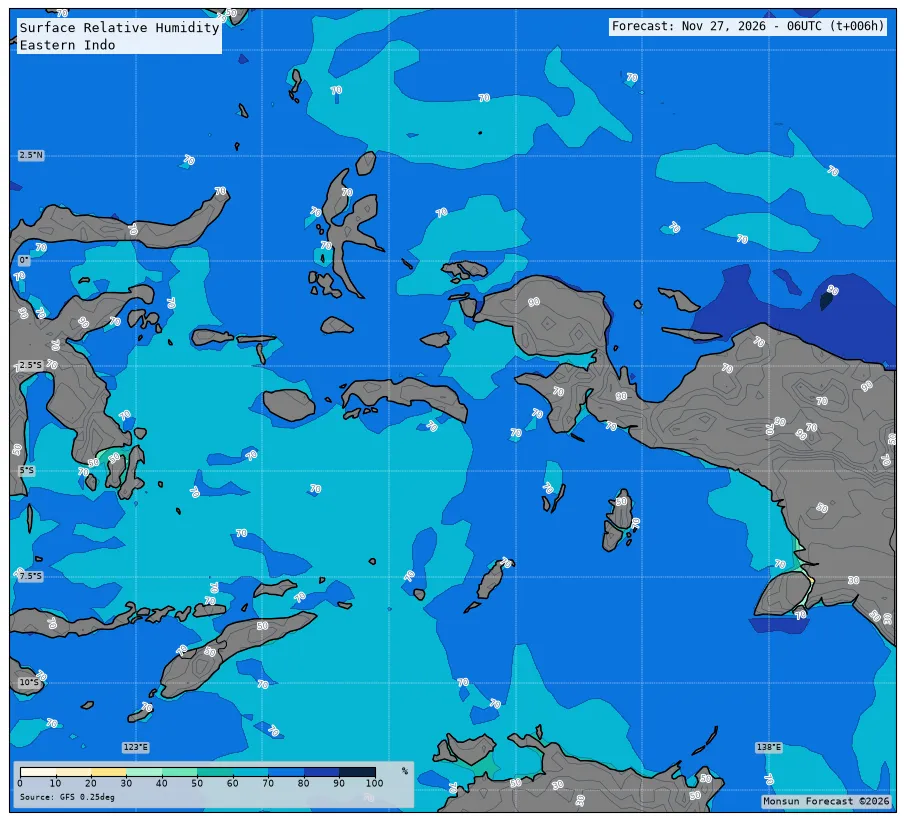 Surface Relative Humidity
Eastern Indo
Forecast: Nov 27, 2026 - 06UTC (t+006h)
2.5°N
0°
2.5°S
5°S
7.5°S
10°S
123°E
138°E
%
0 10 20 30 40 50 60 70 80 90 100
Source: GFS 0.25deg
Monsun Forecast ©2026